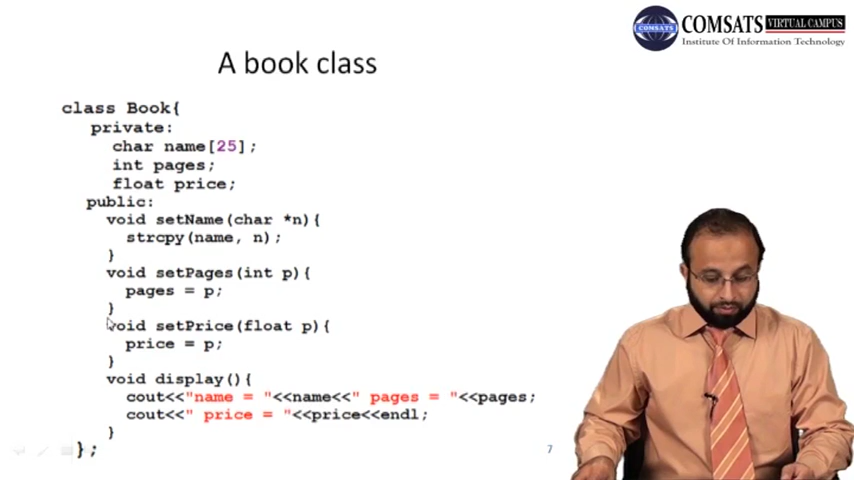 COMSATS VIRTUAL CAMPUS
COMSATS
Institute Of Information Technology
A book class
class Book{
private:
char name[25];
int pages;
float price;
public:
void setName(char *n){
strcpy(name, n);
}
void setPages(int p){
pages = p;
}
void setPrice(float p){
price = p;
}
void display(){
cout<<"name = "<<name<<" pages = "<<pages;
cout<<" price = "<<price<<endl;
}
};
7